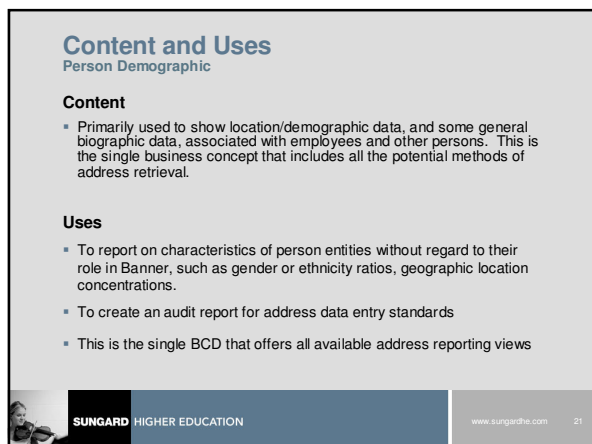 Content and Uses
Person Demographic
Content
▪ Primarily used to show location/demographic data, and some general
biographic data, associated with employees and other persons. This is
the single business concept that includes all the potential methods of
address retrieval.
Uses
▪ To report on characteristics of person entities without regard to their
role in Banner, such as gender or ethnicity ratios, geographic location
concentrations.
▪ To create an audit report for address data entry standards
▪ This is the single BCD that offers all available address reporting views
SUNGARD HIGHER EDUCATION
www.sungardhe.com 21